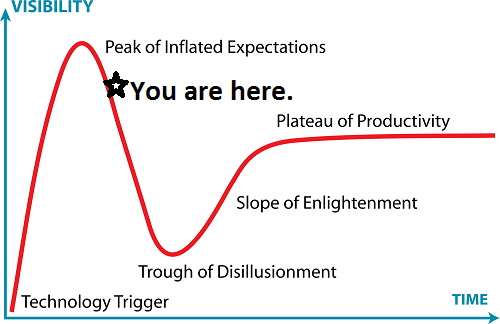 VISIBILITY
Peak of Inflated Expectations
You are here.
Plateau of Productivity
Slope of Enlightenment
Trough of Disillusionment
Technology Trigger
TIME